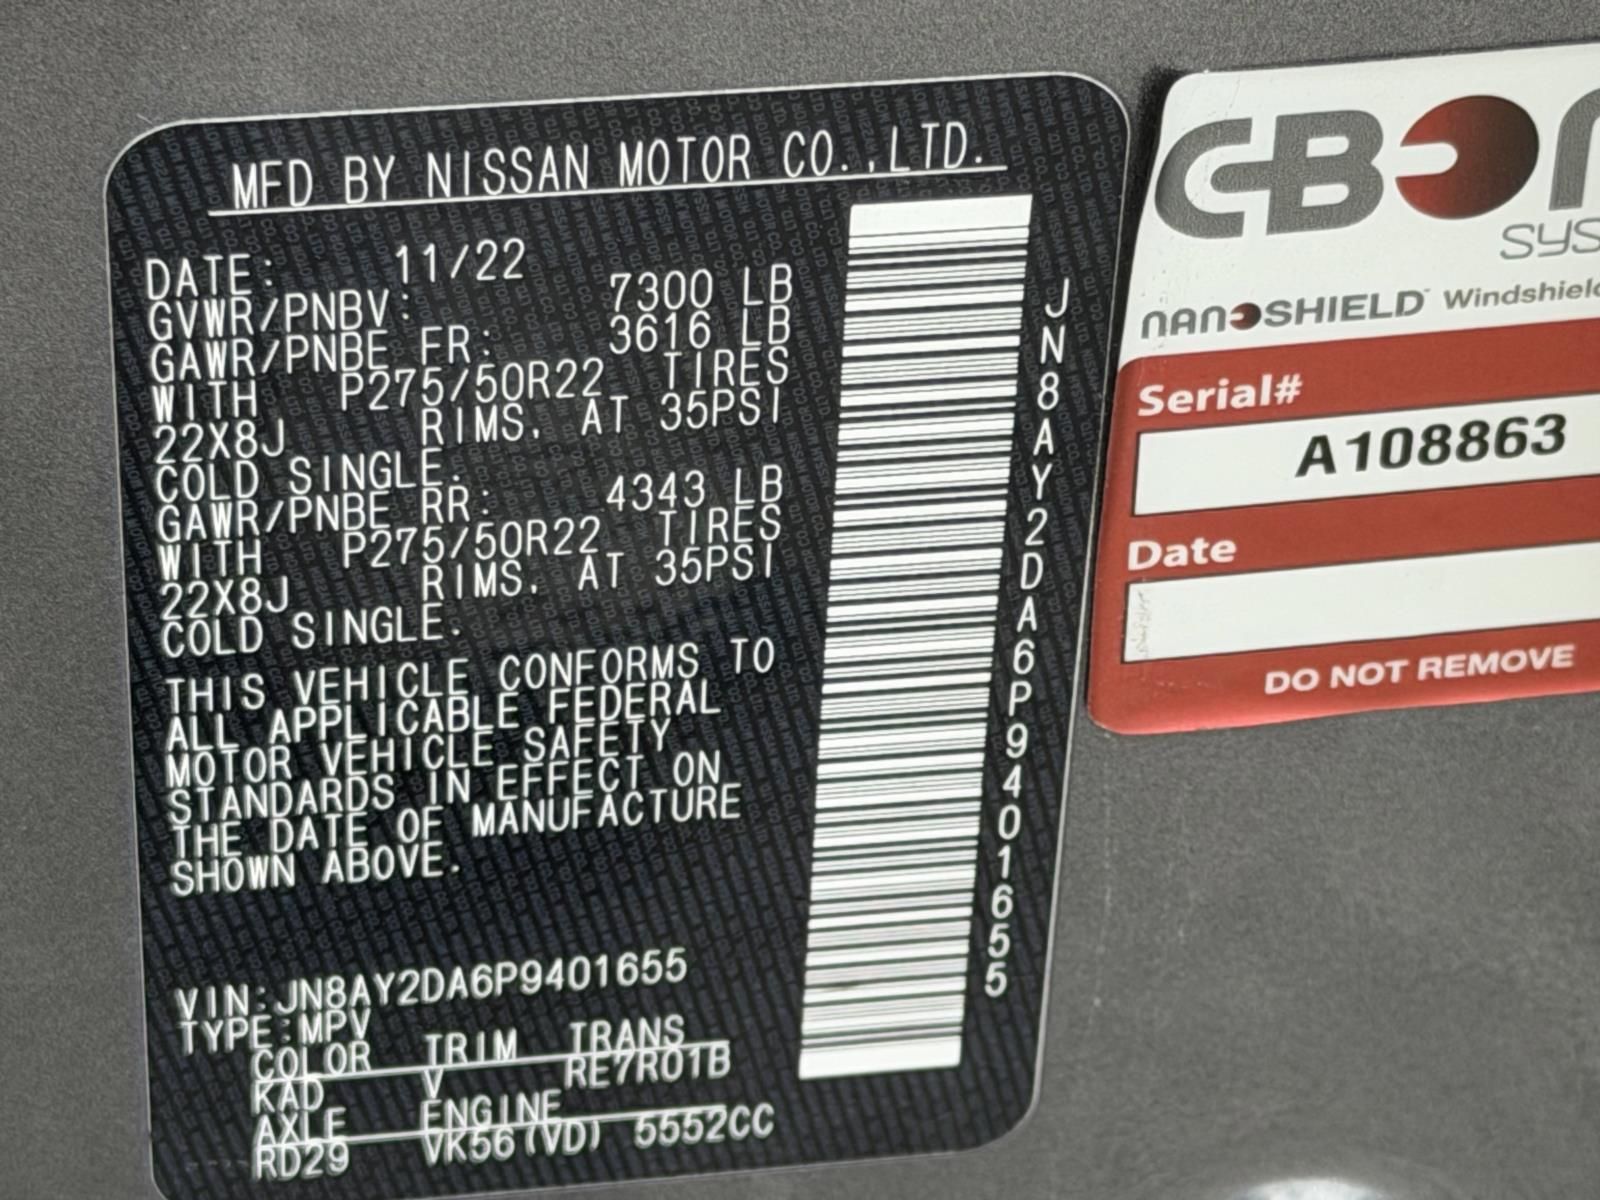 MFD BY NISSAN MOTOR CO.,LTD.
DATE: 11/22
GVWR/PNBV: 7300 LB
GAWR/PNBE FR: 3616 LB
WITH P275/50R22 TIRES
22X8J RIMS. AT 35PSI
COLD SINGLE.
GAWR/PNBE RR: 4343 LB
WITH P275/50R22 TIRES
22X8J RIMS. AT 35PSI
COLD SINGLE.
THIS VEHICLE CONFORMS TO
ALL APPLICABLE FEDERAL
MOTOR VEHICLE SAFETY
STANDARDS IN EFFECT ON
THE DATE OF MANUFACTURE
SHOWN ABOVE.
VIN:JN8AY2DA6P9401655
TYPE:MPV
COLOR TRIM TRANS
KAD V RE7R01B
AXLE ENGINE
RD29 VK56(VD) 5552CC
JN8AY2DA6P9401655
NANOSHIELD Windshield
Serial#
A108863
Date
DO NOT REMOVE